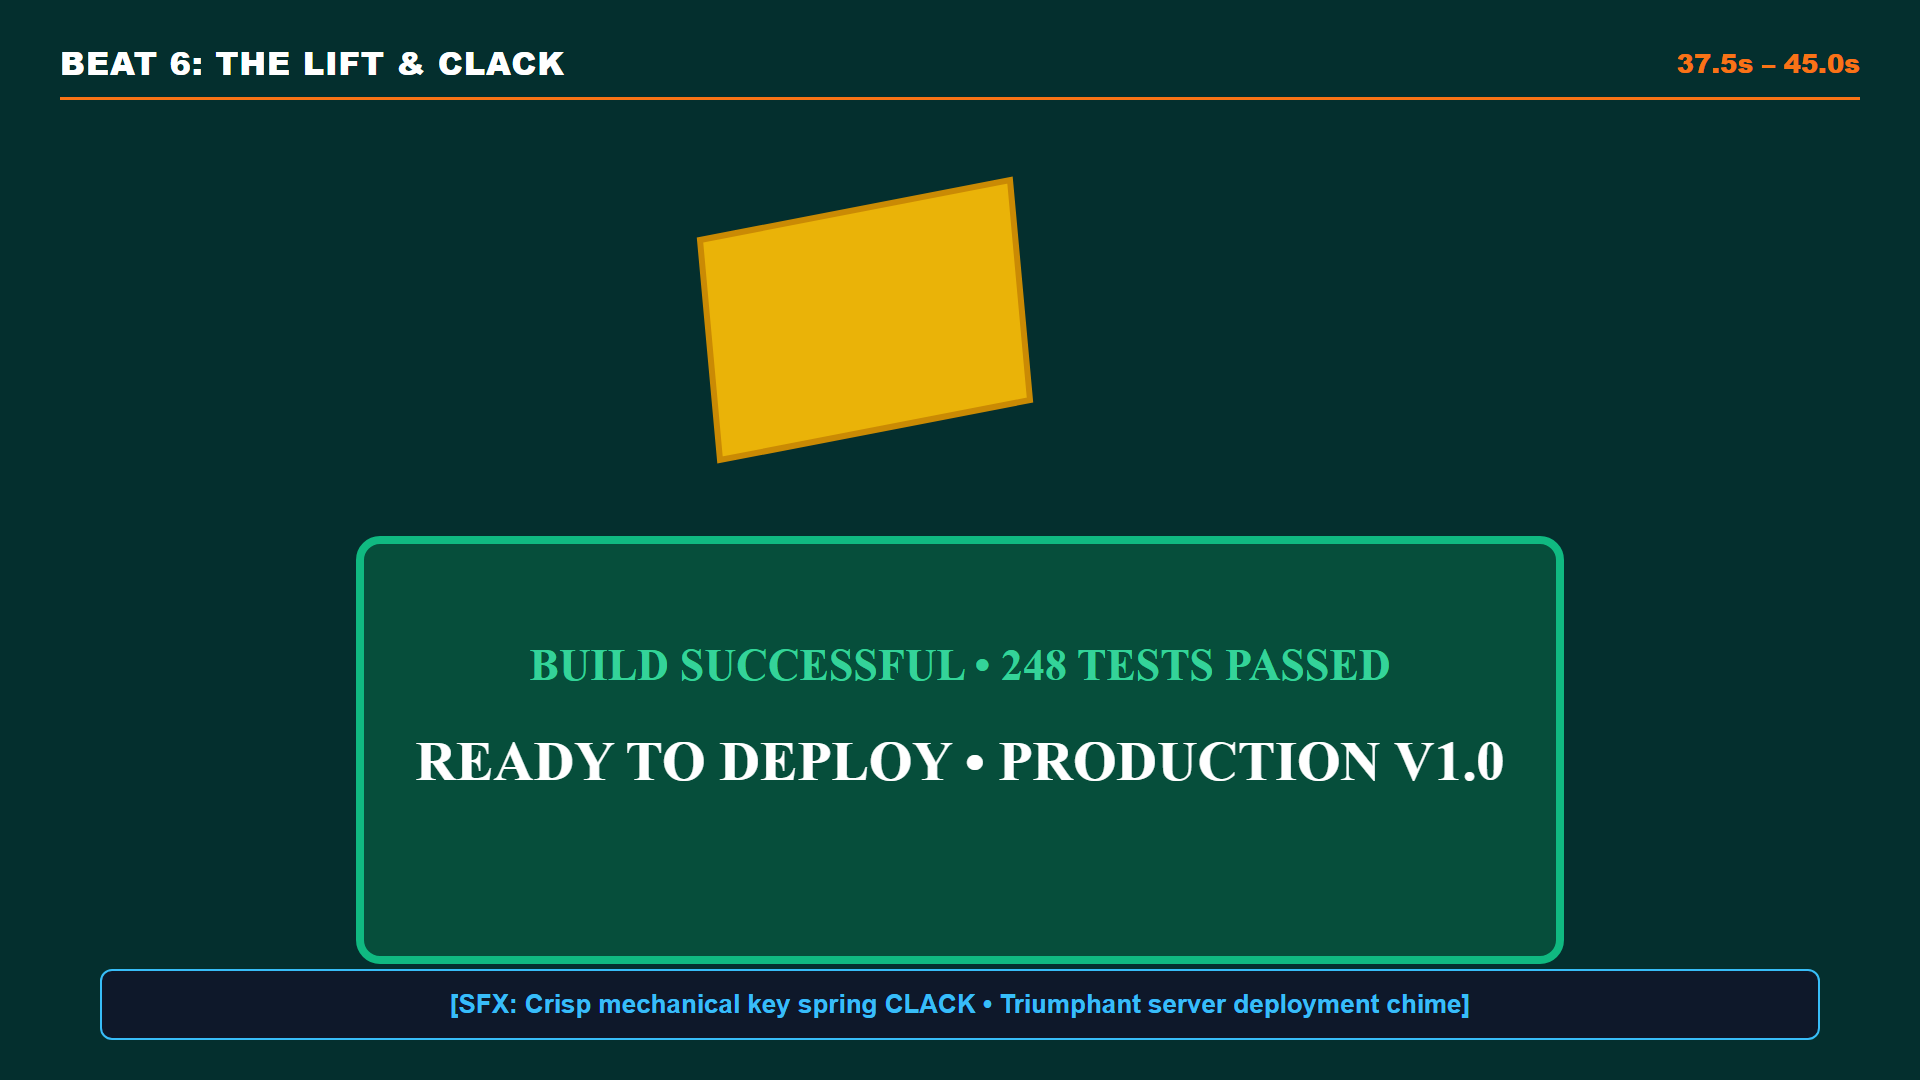 BEAT 6: THE LIFT & CLACK
37.5s – 45.0s
BUILD SUCCESSFUL • 248 TESTS PASSED
READY TO DEPLOY • PRODUCTION V1.0
[SFX: Crisp mechanical key spring CLACK • Triumphant server deployment chime]